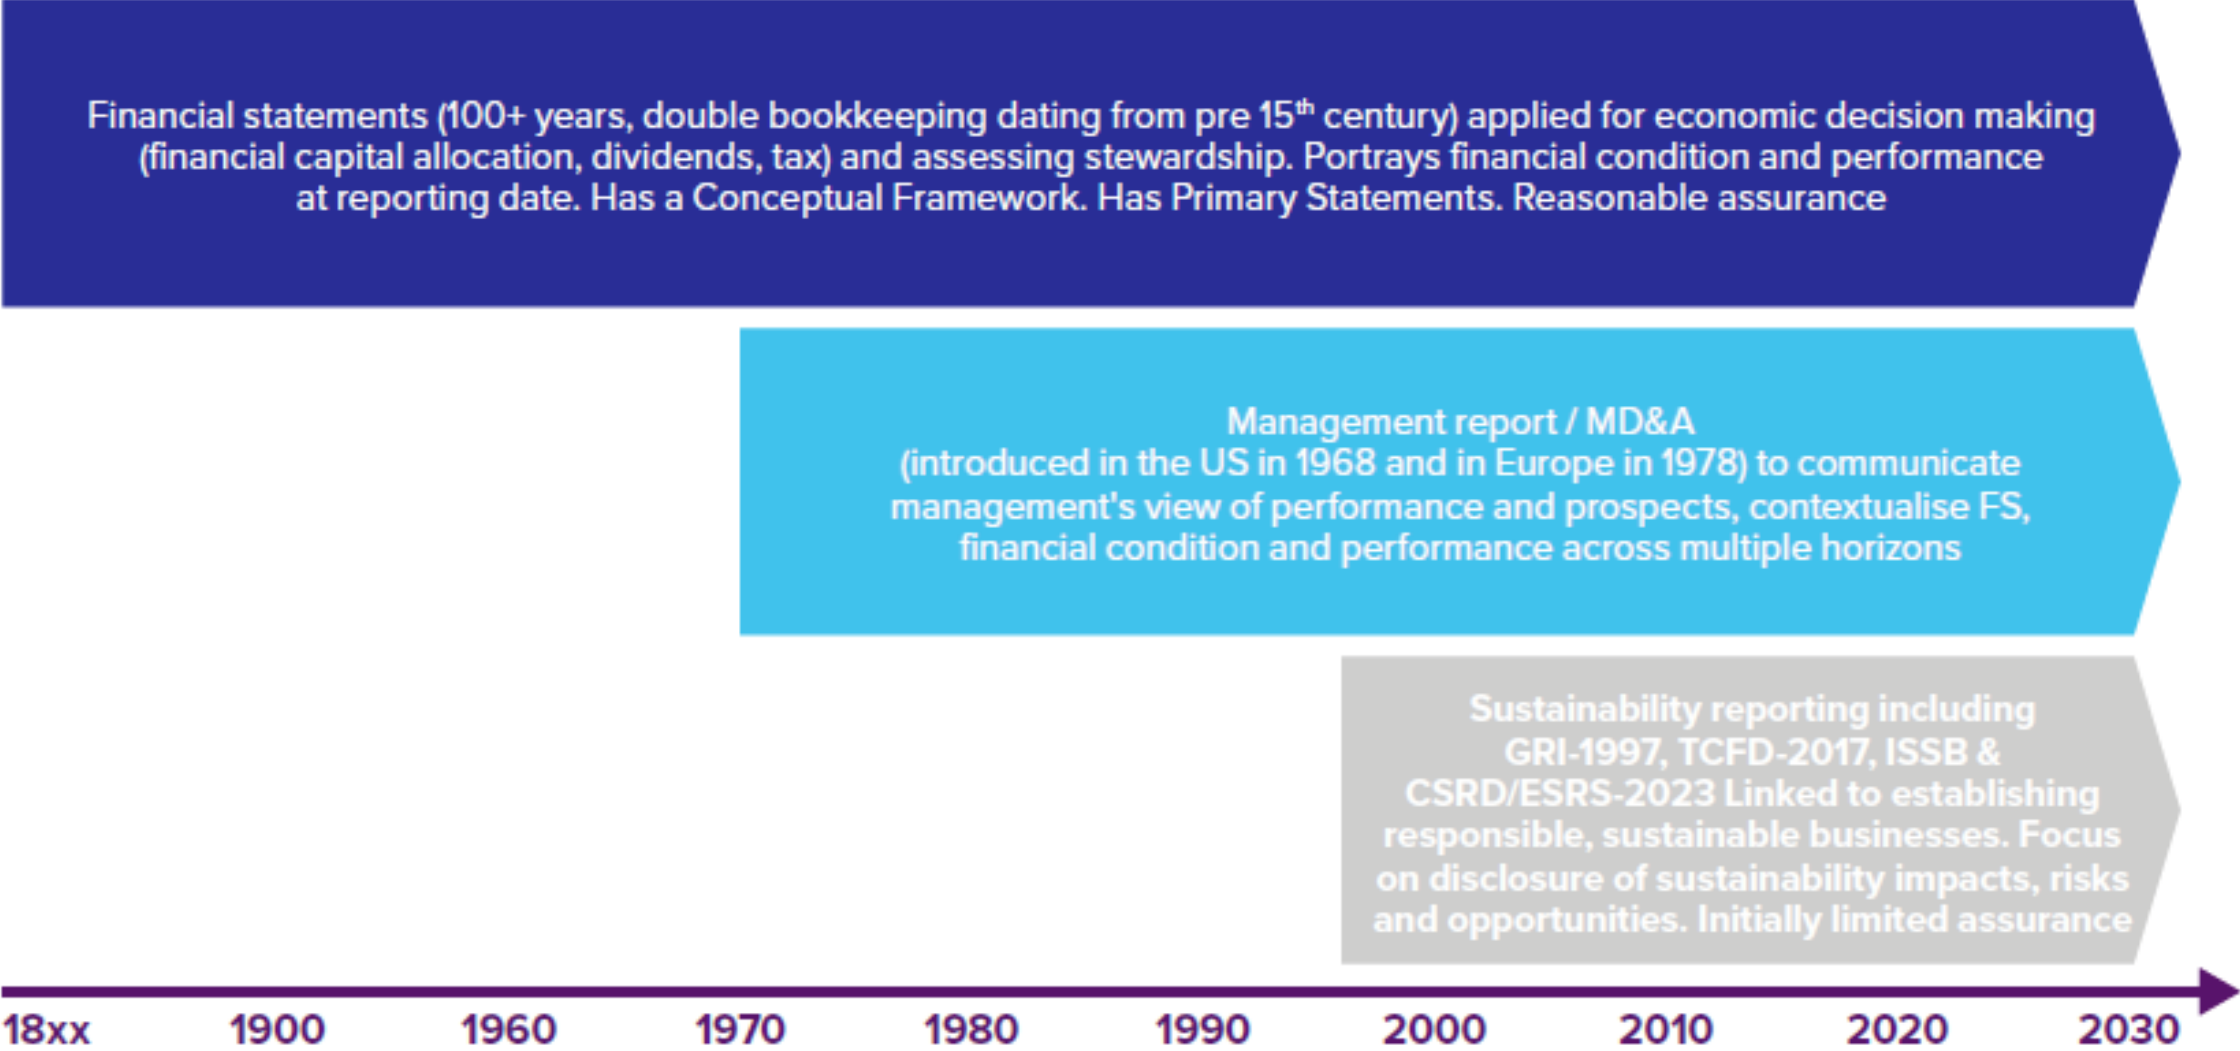 Financial statements (100+ years, double bookkeeping dating from pre 15th century) applied for economic decision making
(financial capital allocation, dividends, tax) and assessing stewardship. Portrays financial condition and performance
at reporting date. Has a Conceptual Framework. Has Primary Statements. Reasonable assurance
Management report / MD&A
(introduced in the US in 1968 and in Europe in 1978) to communicate
management's view of performance and prospects, contextualise FS,
financial condition and performance across multiple horizons
Sustainability reporting including
GRI-1997, TCFD-2017, ISSB &
CSRD/ESRS-2023 Linked to establishing
responsible, sustainable businesses. Focus
on disclosure of sustainability impacts, risks
and opportunities. Initially limited assurance
18xx 1900 1960 1970 1980 1990 2000 2010 2020 2030